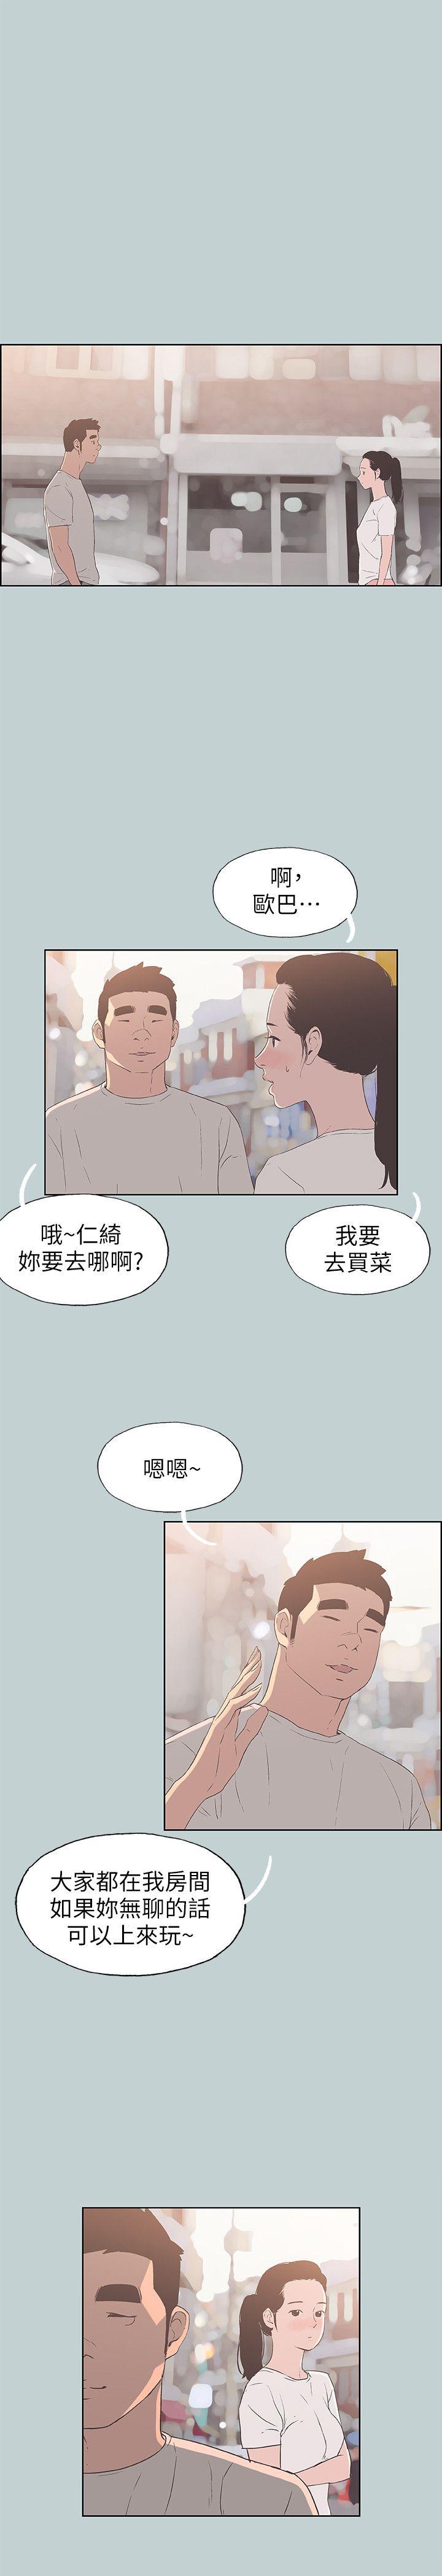 啊,
歐巴…
哦~仁綺
妳要去哪啊?
我要
去買菜
嗯嗯~
大家都在我房間
如果妳無聊的話
可以上來玩~